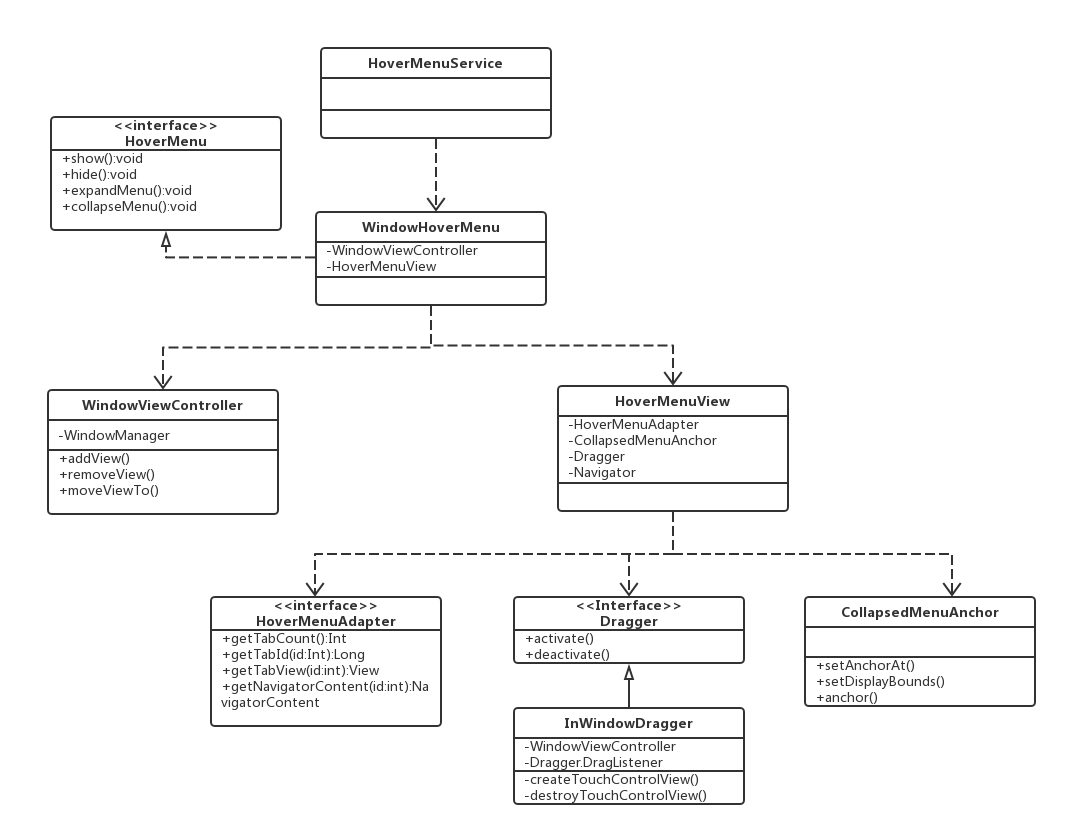 HoverMenuService
<<interface>>
HoverMenu
+show():void
+hide():void
+expandMenu():void
+collapseMenu():void
WindowHoverMenu
-WindowViewController
-HoverMenuView
WindowViewController
-WindowManager
+addView()
+removeView()
+moveViewTo()
HoverMenuView
-HoverMenuAdapter
-CollapsedMenuAnchor
-Dragger
-Navigator
<<interface>>
HoverMenuAdapter
+getTabCount():Int
+getTabId(id:Int):Long
+getTabView(id:int):View
+getNavigatorContent(id:int):Na
vigatorContent
<<Interface>>
Dragger
+activate()
+deactivate()
CollapsedMenuAnchor
+setAnchorAt()
+setDisplayBounds()
+anchor()
InWindowDragger
-WindowViewController
-Dragger.DragListener
-createTouchControlView()
-destroyTouchControlView()